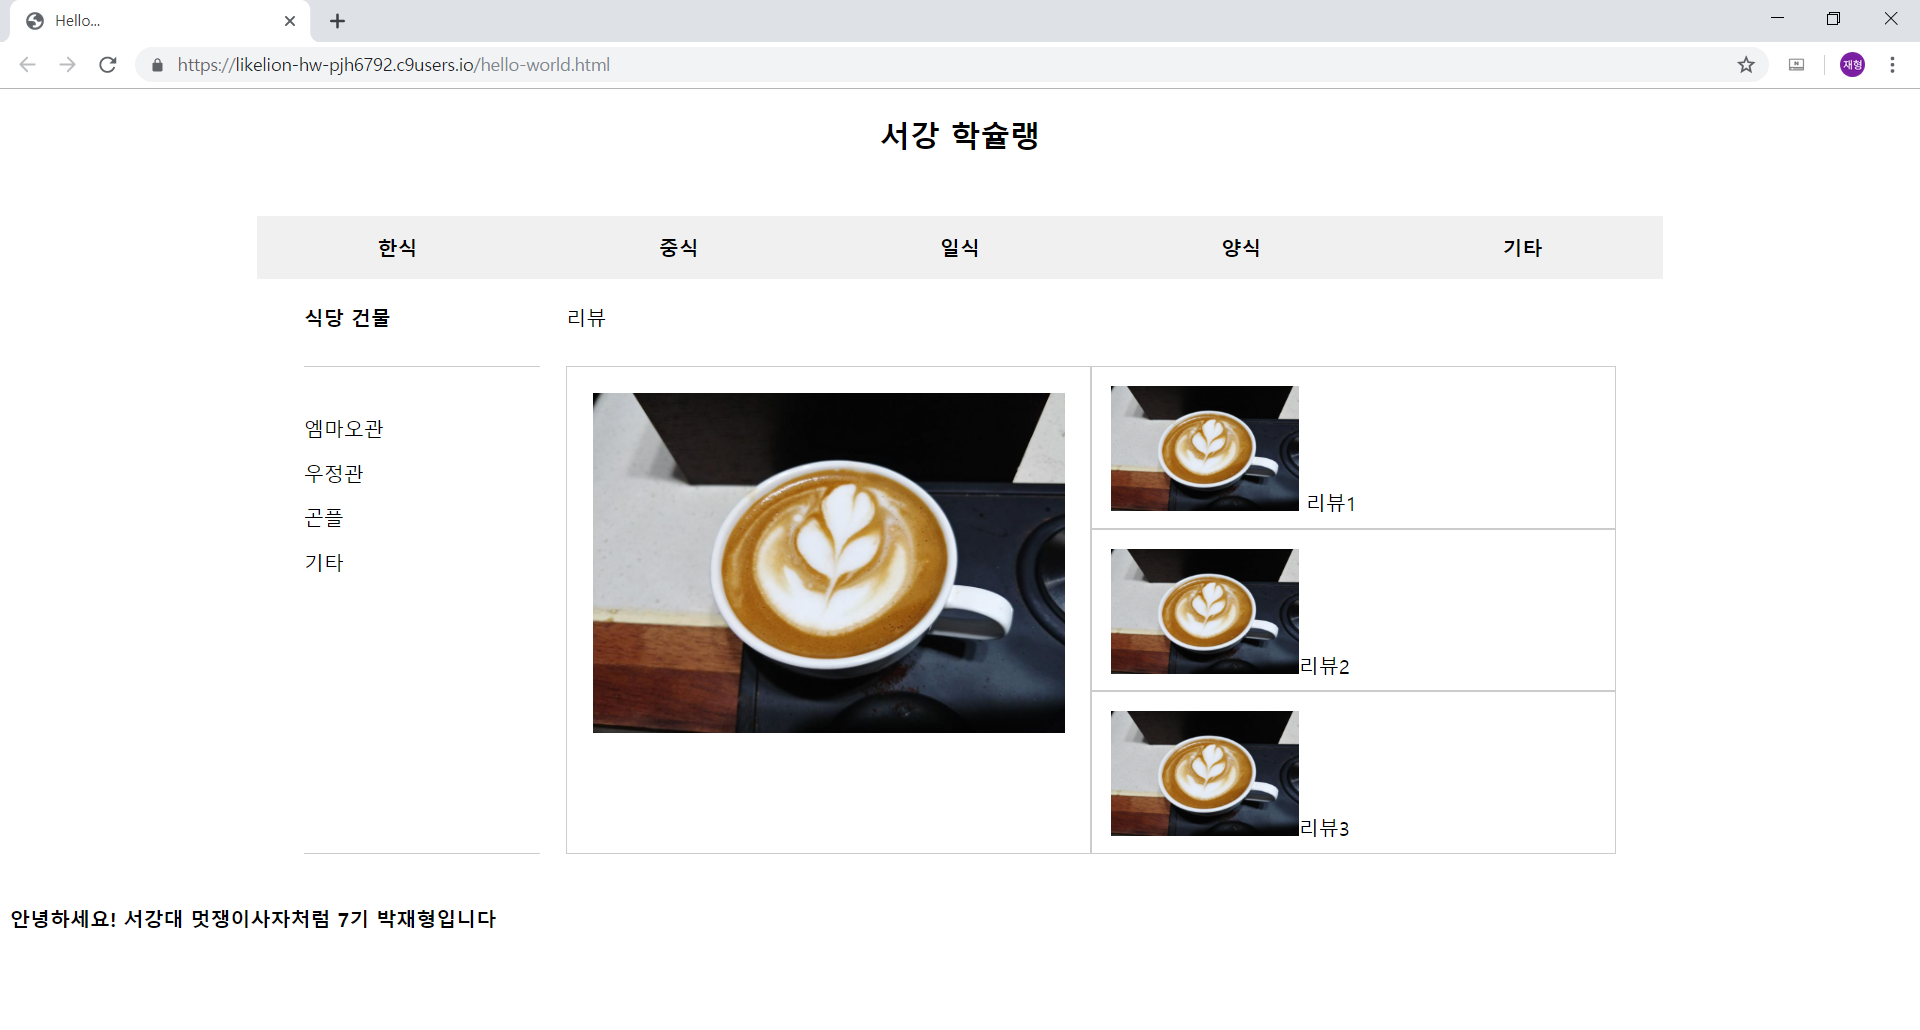 Hello...
https://likelion-hw-pjh6792.c9users.io/hello-world.html
재형
서강 학슐랭
한식 중식 일식 양식 기타
식당 건물
리뷰
엠마오관
우정관
곤플
기타
리뷰1
리뷰2
리뷰3
안녕하세요! 서강대 멋쟁이사자처럼 7기 박재형입니다